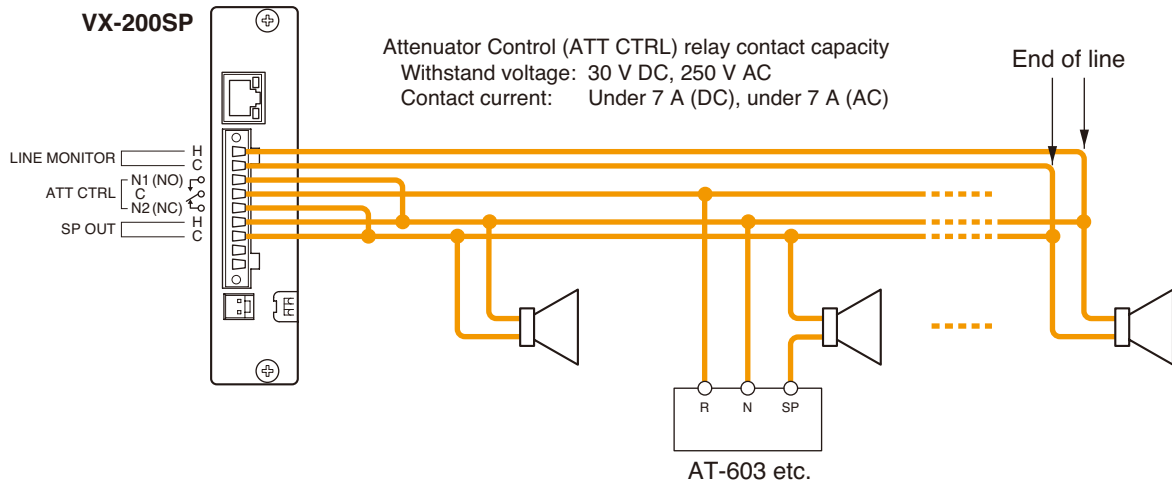 VX-200SP
Attenuator Control (ATT CTRL) relay contact capacity
Withstand voltage: 30 V DC, 250 V AC
Contact current: Under 7 A (DC), under 7 A (AC)
End of line
LINE MONITOR
H
C
ATT CTRL
N1 (NO)
C
N2 (NC)
SP OUT
H
C
R N SP
AT-603 etc.